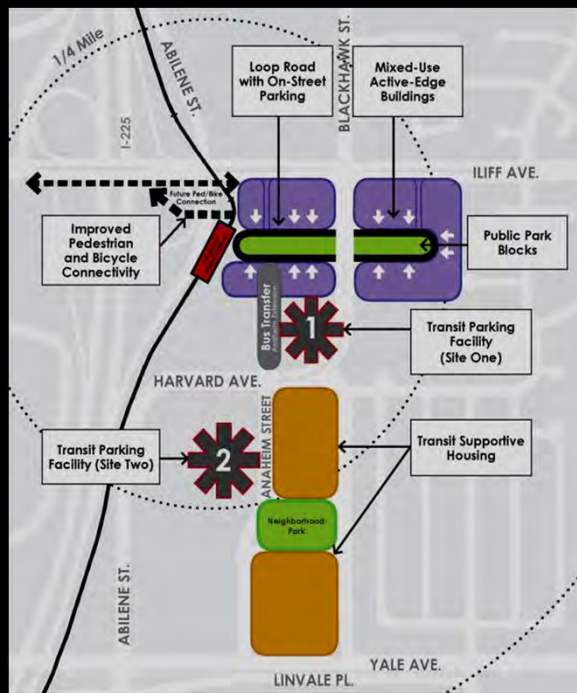 1/4 Mile
ABILENE ST.
I-225
Loop Road
with On-Street
Parking
BLACKHAWK ST.
Mixed-Use
Active-Edge
Buildings
ILIFF AVE.
Future Ped/Bike
Connection
Improved
Pedestrian
and Bicycle
Connectivity
Public Park
Blocks
Bus Transfer
Anaheim Extension
1
Transit Parking
Facility
(Site One)
HARVARD AVE.
ANAHEIM STREET
Transit Parking
Facility (Site Two)
2
Transit Supportive
Housing
Neighborhood
Park
ABILENE ST.
YALE AVE.
LINVALE PL.